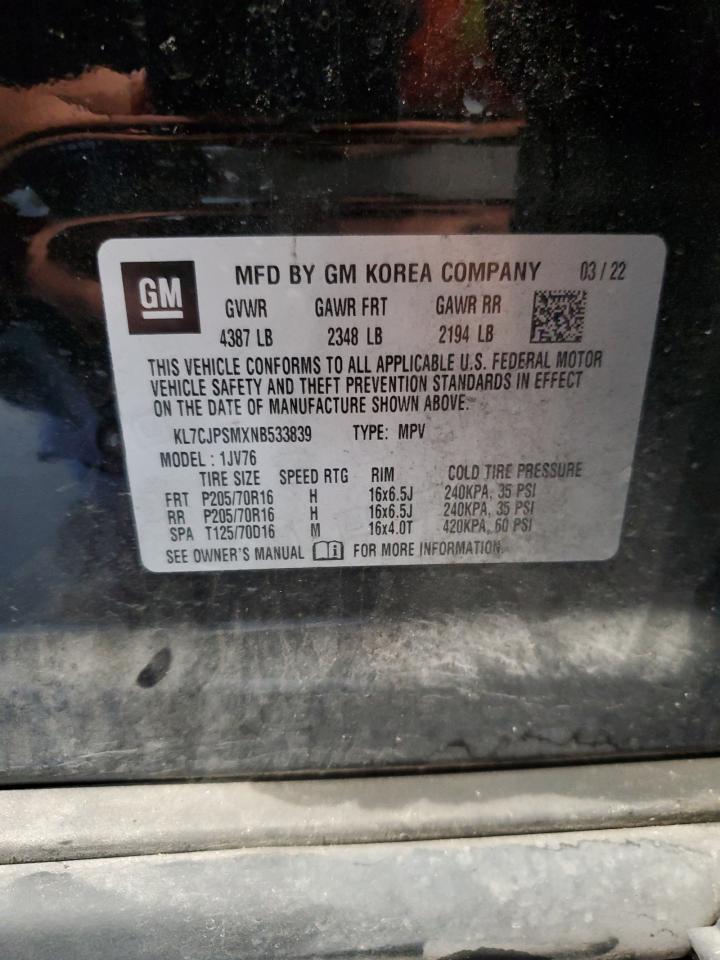 GM MFD BY GM KOREA COMPANY 03 / 22
GVWR GAWR FRT GAWR RR
4387 LB 2348 LB 2194 LB
THIS VEHICLE CONFORMS TO ALL APPLICABLE U.S. FEDERAL MOTOR
VEHICLE SAFETY AND THEFT PREVENTION STANDARDS IN EFFECT
ON THE DATE OF MANUFACTURE SHOWN ABOVE.
KL7CJPSMXNB533839 TYPE: MPV
MODEL : 1JV76
TIRE SIZE SPEED RTG RIM COLD TIRE PRESSURE
FRT P205/70R16 H 16x6.5J 240KPA, 35 PSI
RR P205/70R16 H 16x6.5J 240KPA, 35 PSI
SPA T125/70D16 M 16x4.0T 420KPA, 60 PSI
SEE OWNER'S MANUAL i FOR MORE INFORMATION.